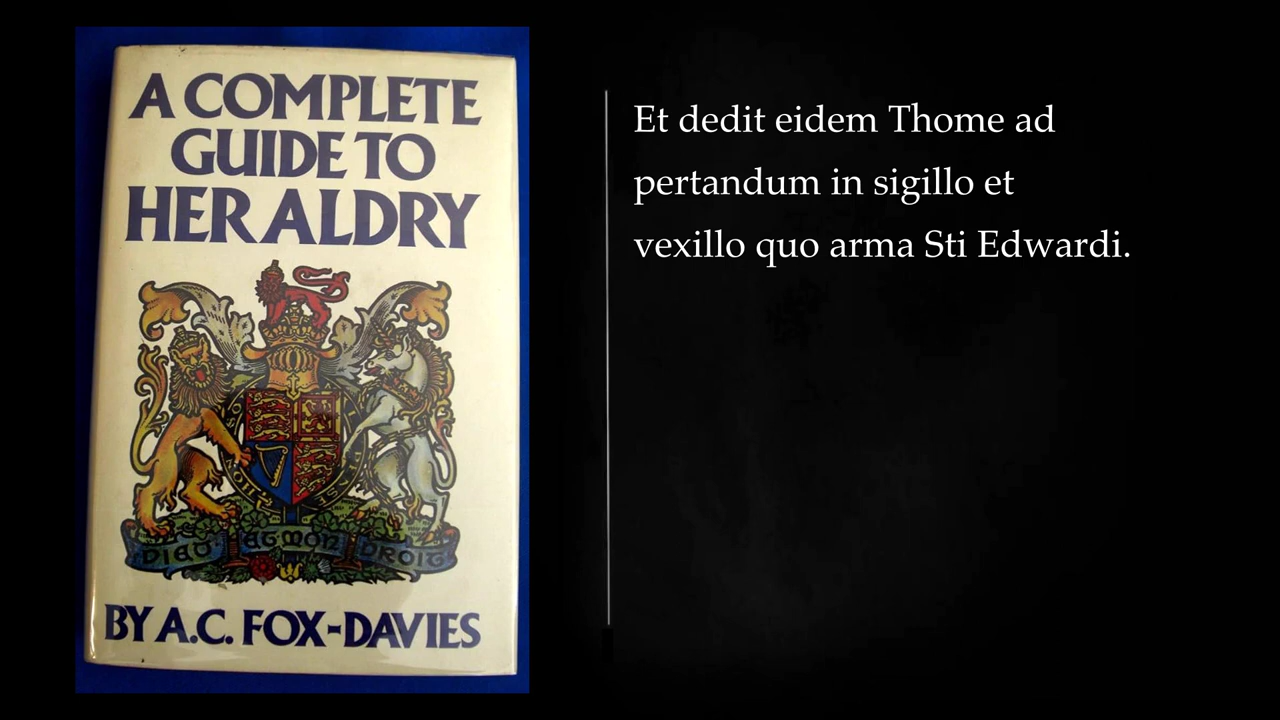 A COMPLETE
GUIDE TO
HERALDRY
DIEU ET MON DROIT
BY A.C. FOX-DAVIES
Et dedit eidem Thome ad
pertandum in sigillo et
vexillo quo arma Sti Edwardi.